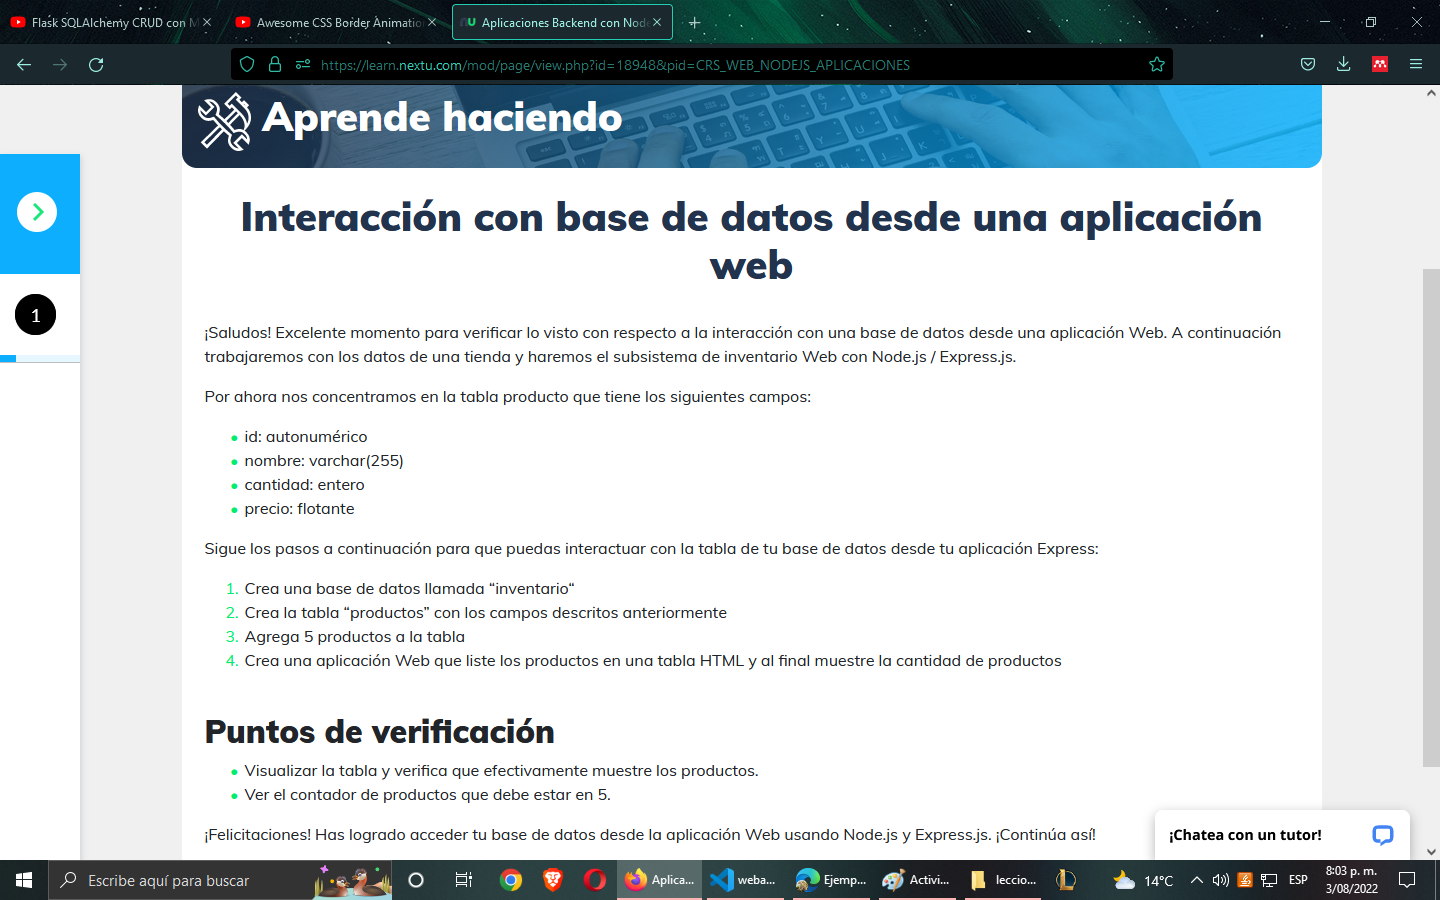 Flask SQLAlchemy CRUD con M
Awesome CSS Border Animatio
Aplicaciones Backend con Node
https://learn.nextu.com/mod/page/view.php?id=18948&pid=CRS_WEB_NODEJS_APLICACIONES
Aprende haciendo
1
Interacción con base de datos desde una aplicación
web
¡Saludos! Excelente momento para verificar lo visto con respecto a la interacción con una base de datos desde una aplicación Web. A continuación
trabajaremos con los datos de una tienda y haremos el subsistema de inventario Web con Node.js / Express.js.
Por ahora nos concentramos en la tabla producto que tiene los siguientes campos:
• id: autonumérico
• nombre: varchar(255)
• cantidad: entero
• precio: flotante
Sigue los pasos a continuación para que puedas interactuar con la tabla de tu base de datos desde tu aplicación Express:
1. Crea una base de datos llamada “inventario“
2. Crea la tabla “productos” con los campos descritos anteriormente
3. Agrega 5 productos a la tabla
4. Crea una aplicación Web que liste los productos en una tabla HTML y al final muestre la cantidad de productos
Puntos de verificación
• Visualizar la tabla y verifica que efectivamente muestre los productos.
• Ver el contador de productos que debe estar en 5.
¡Felicitaciones! Has logrado acceder tu base de datos desde la aplicación Web usando Node.js y Express.js. ¡Continúa así!
¡Chatea con un tutor!
Escribe aquí para buscar
Aplica...
weba...
Ejemp...
Activi...
leccio...
14°C
ESP
8:03 p. m.
3/08/2022